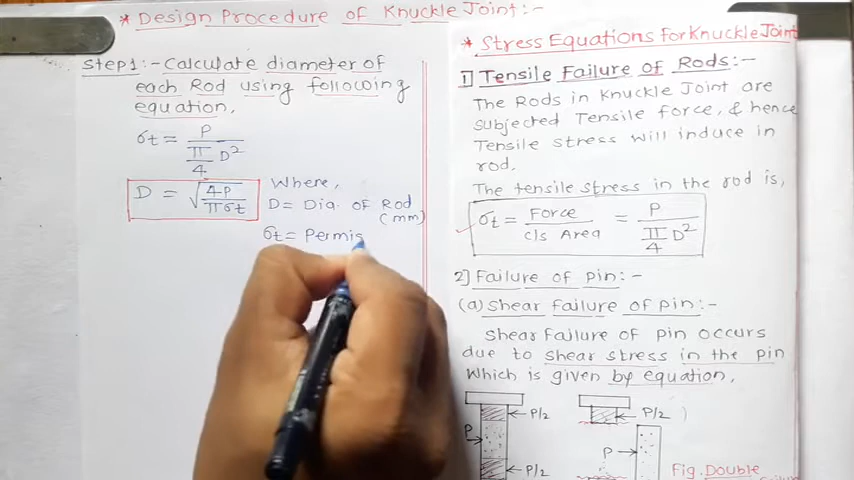 * Design Procedure of Knuckle Joint:-
Step1:- Calculate diameter of
each Rod using following
equation,
σt = P / (π/4 D²)
D = √(4P / πσt)
Where,
D = Dia. of Rod
(mm)
σt = Permis
* Stress Equations for Knuckle Joint
1] Tensile Failure of Rods:-
The Rods in Knuckle Joint are
subjected Tensile force, & hence
Tensile stress will induce in
rod.
The tensile stress in the rod is,
σt = Force / c/s Area = P / (π/4 D²)
2] Failure of pin:-
(a) Shear failure of pin:-
Shear Failure of pin occurs
due to shear stress in the pin
Which is given by equation,
P/2 P/2
P P
P/2
Fig. Double